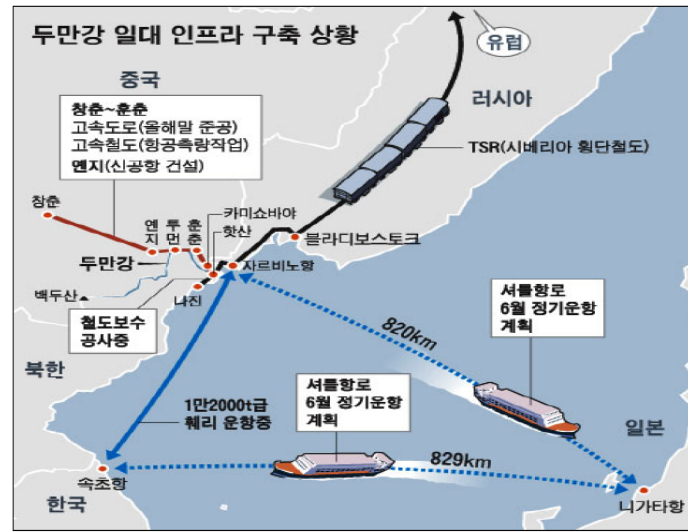 두만강 일대 인프라 구축 상황
유럽
중국
러시아
창춘~훈춘
고속도로(올해말 준공)
고속철도(항공측량작업)
옌지(신공항 건설)
TSR(시베리아 횡단철도)
창춘
옌지
투먼
훈춘
카미쇼바야
핫산
블라디보스토크
두만강
자르비노항
백두산
나진
철도보수
공사중
북한
셔틀항로
6월 정기운항
계획
820km
1만2000t급
훼리 운항중
셔틀항로
6월 정기운항
계획
일본
829km
속초항
한국
니가타항